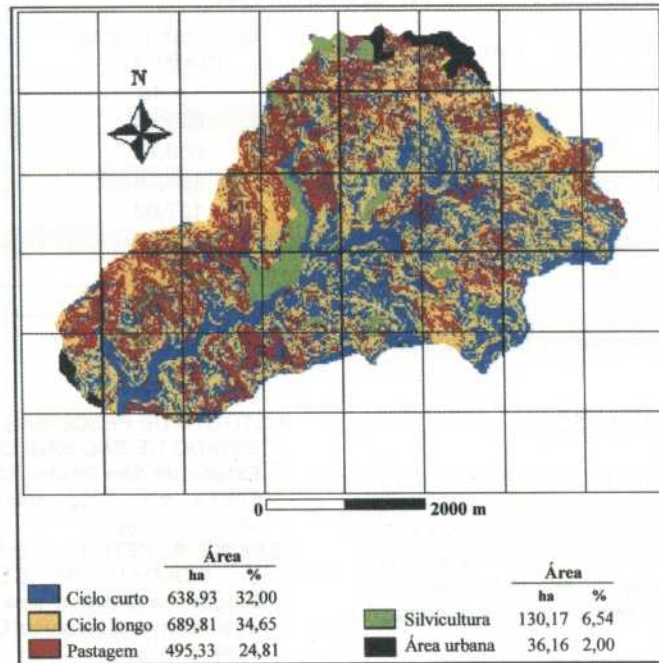 N
0 2000 m
Área Área
ha % ha %
Ciclo curto 638,93 32,00 Silvicultura 130,17 6,54
Ciclo longo 689,81 34,65 Área urbana 36,16 2,00
Pastagem 495,33 24,81